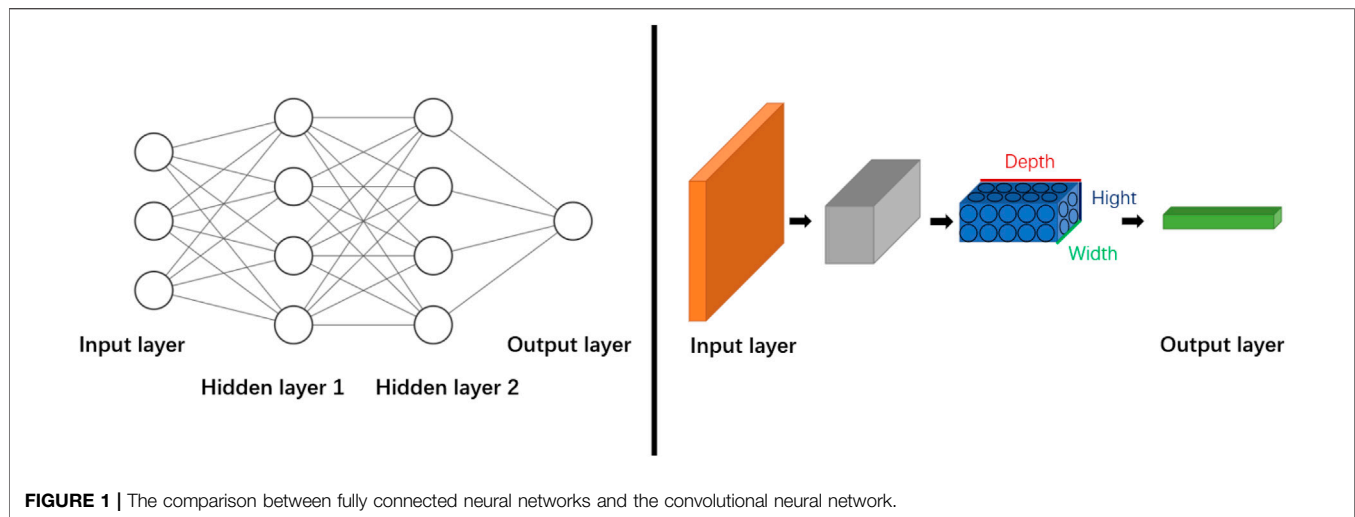 Depth
Hight
Width
Input layer
Output layer
Hidden layer 1
Hidden layer 2
Input layer
Output layer
FIGURE 1 | The comparison between fully connected neural networks and the convolutional neural network.